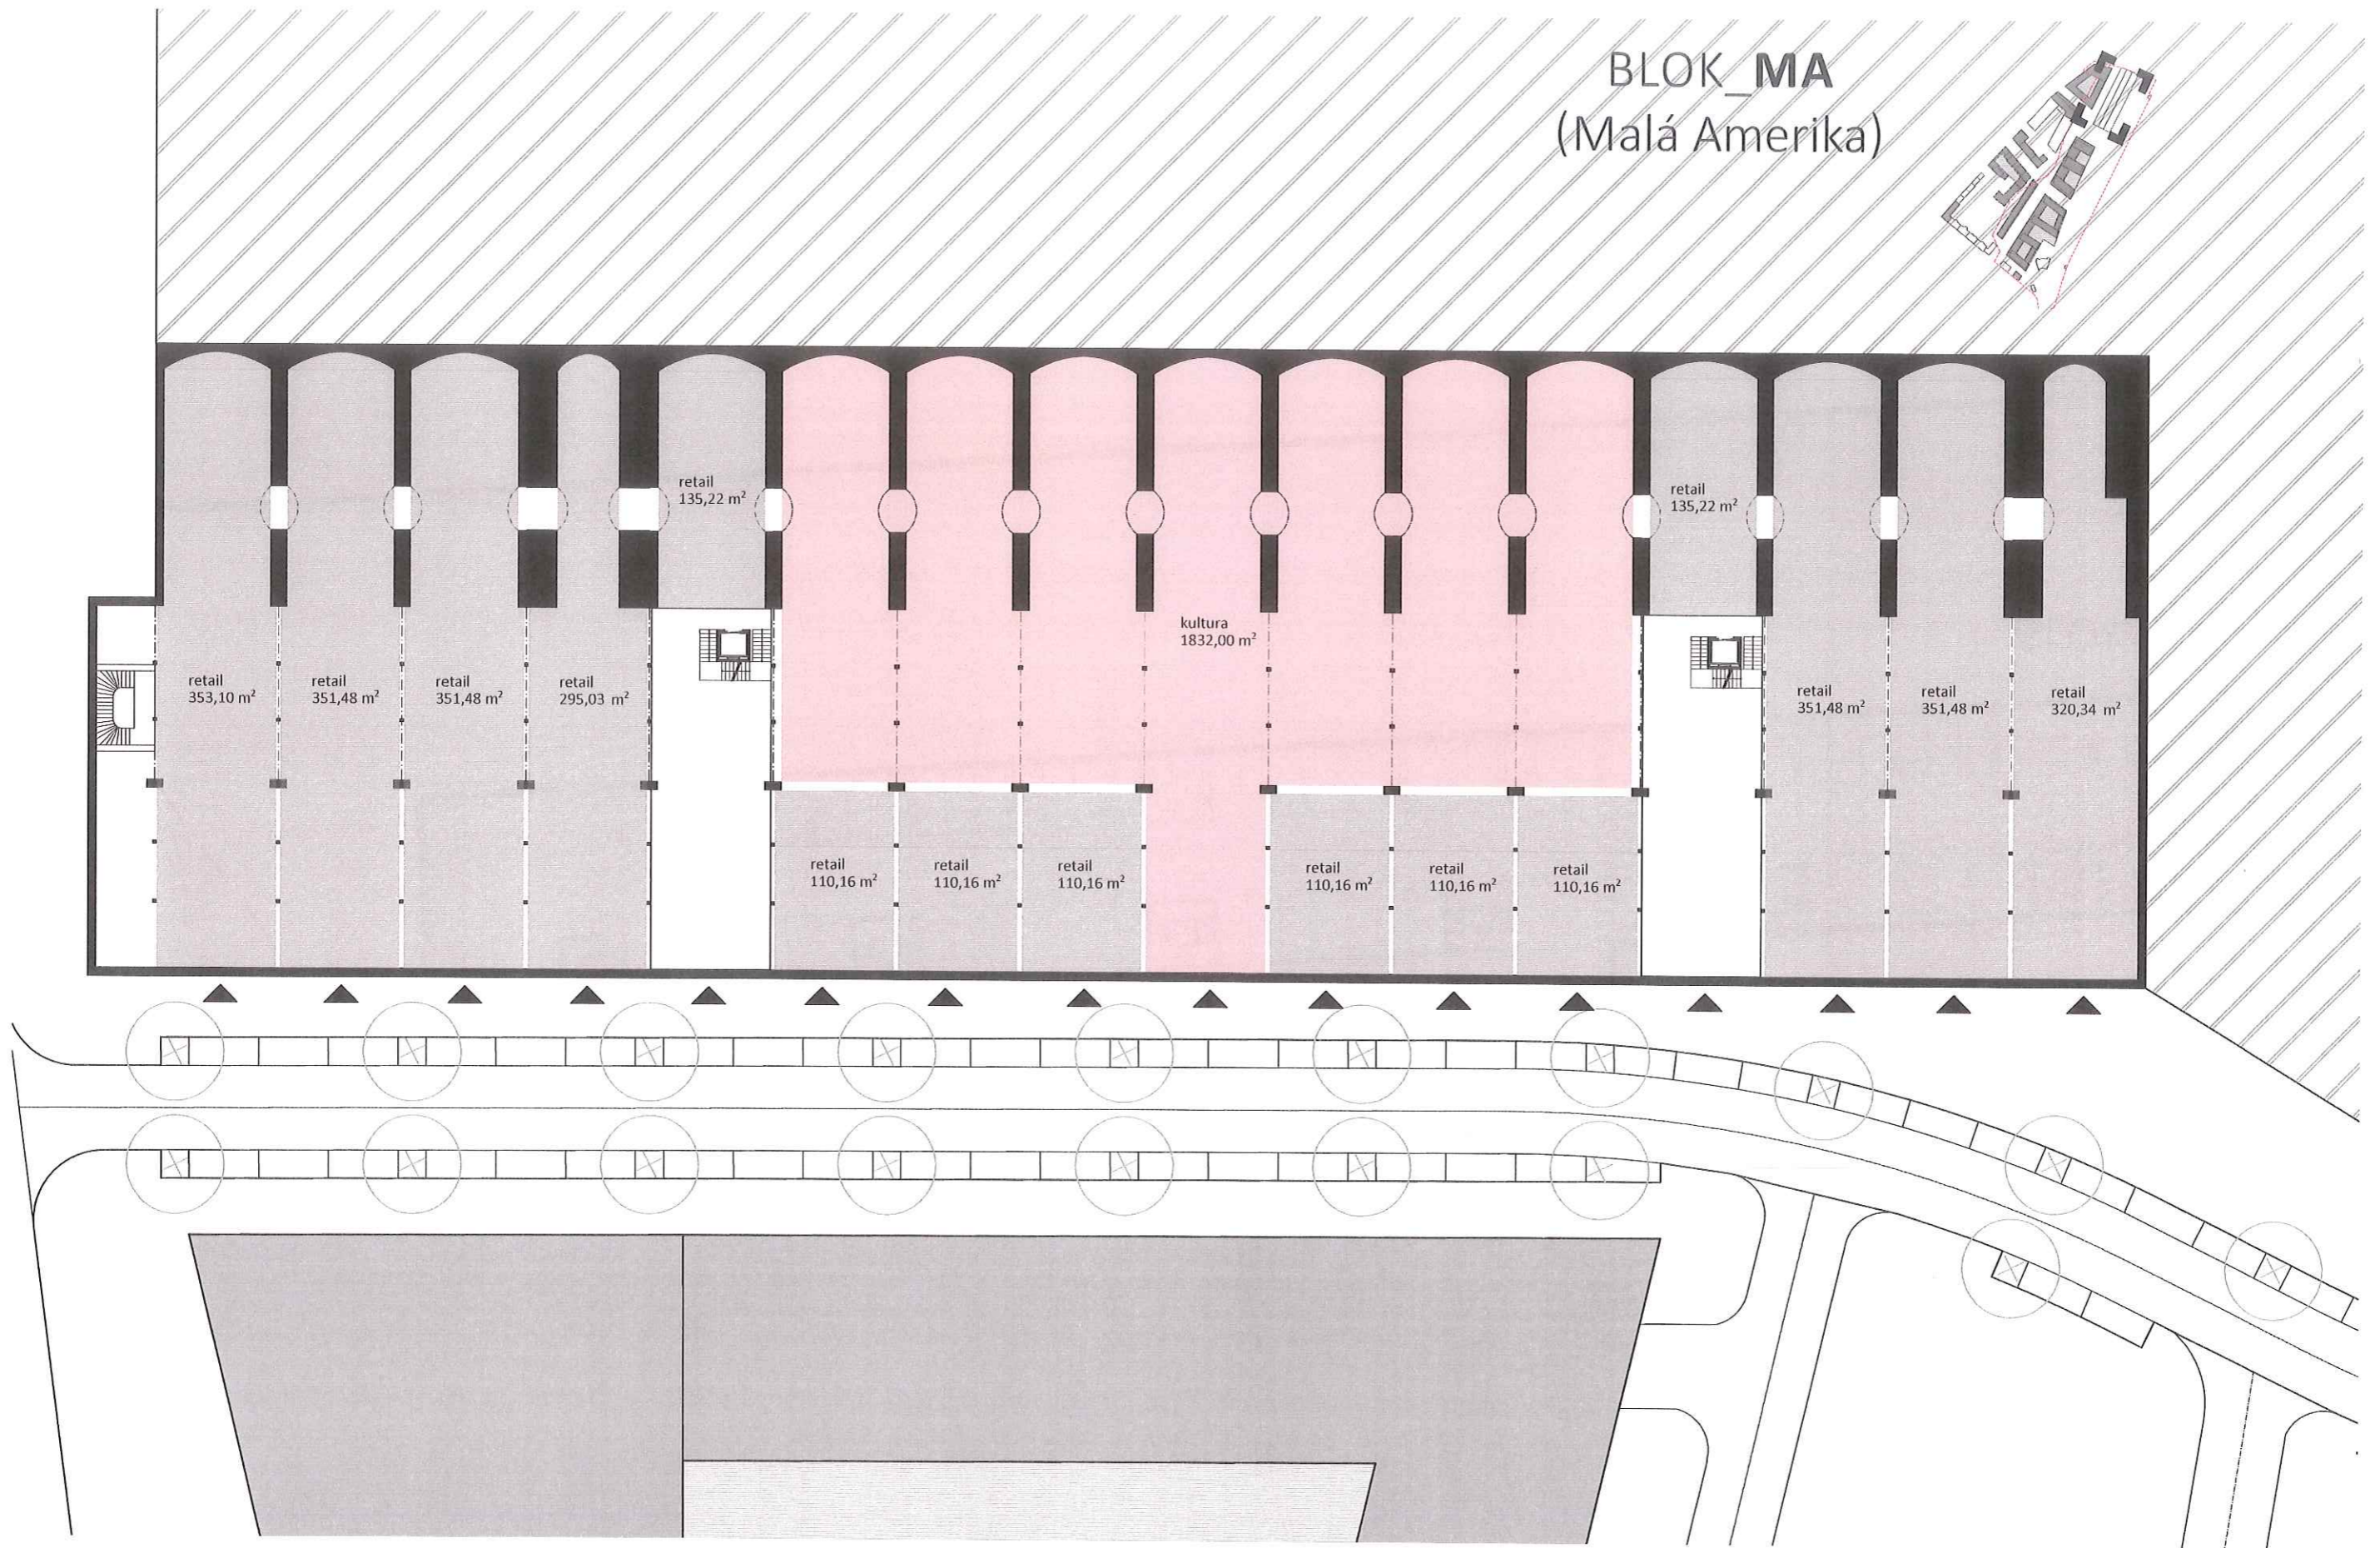 BLOK_MA
(Malá Amerika)
retail
135,22 m²
retail
135,22 m²
kultura
1832,00 m²
retail
353,10 m²
retail
351,48 m²
retail
351,48 m²
retail
295,03 m²
retail
351,48 m²
retail
351,48 m²
retail
320,34 m²
retail
110,16 m²
retail
110,16 m²
retail
110,16 m²
retail
110,16 m²
retail
110,16 m²
retail
110,16 m²